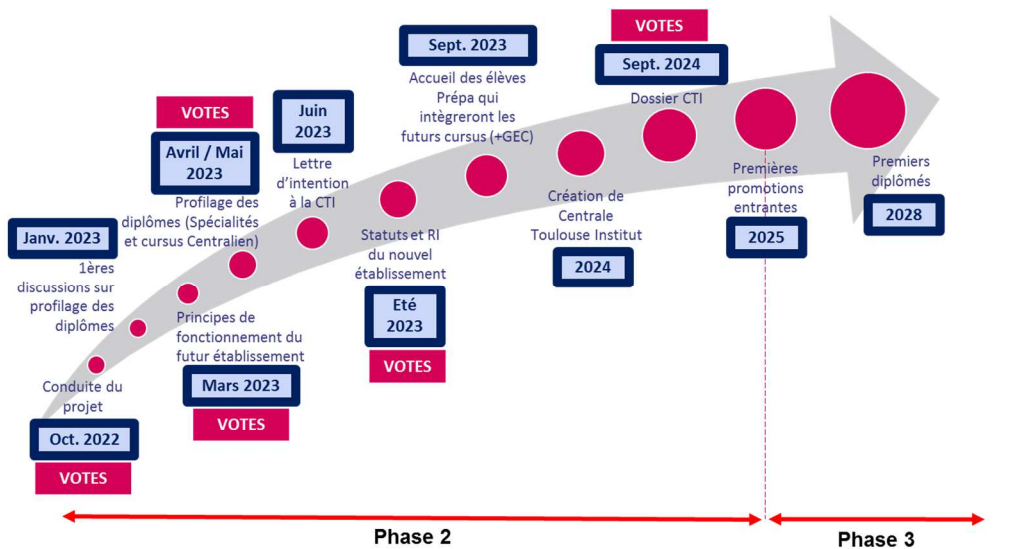 VOTES
Sept. 2024
Dossier CTI
Sept. 2023
Accueil des élèves
Prépa qui
intègreront les
futurs cursus (+GEC)
VOTES
Avril / Mai
2023
Profilage des
diplômes (Spécialités
et cursus Centralien)
Juin
2023
Lettre
d'intention
à la CTI
Janv. 2023
1ères
discussions sur
profilage des
diplômes
Conduite du
projet
Oct. 2022
VOTES
Principes de
fonctionnement du
futur établissement
Mars 2023
VOTES
Statuts et RI
du nouvel
établissement
Eté
2023
VOTES
Création de
Centrale
Toulouse Institut
2024
Premières
promotions
entrantes
2025
Premiers
diplômés
2028
Phase 2
Phase 3